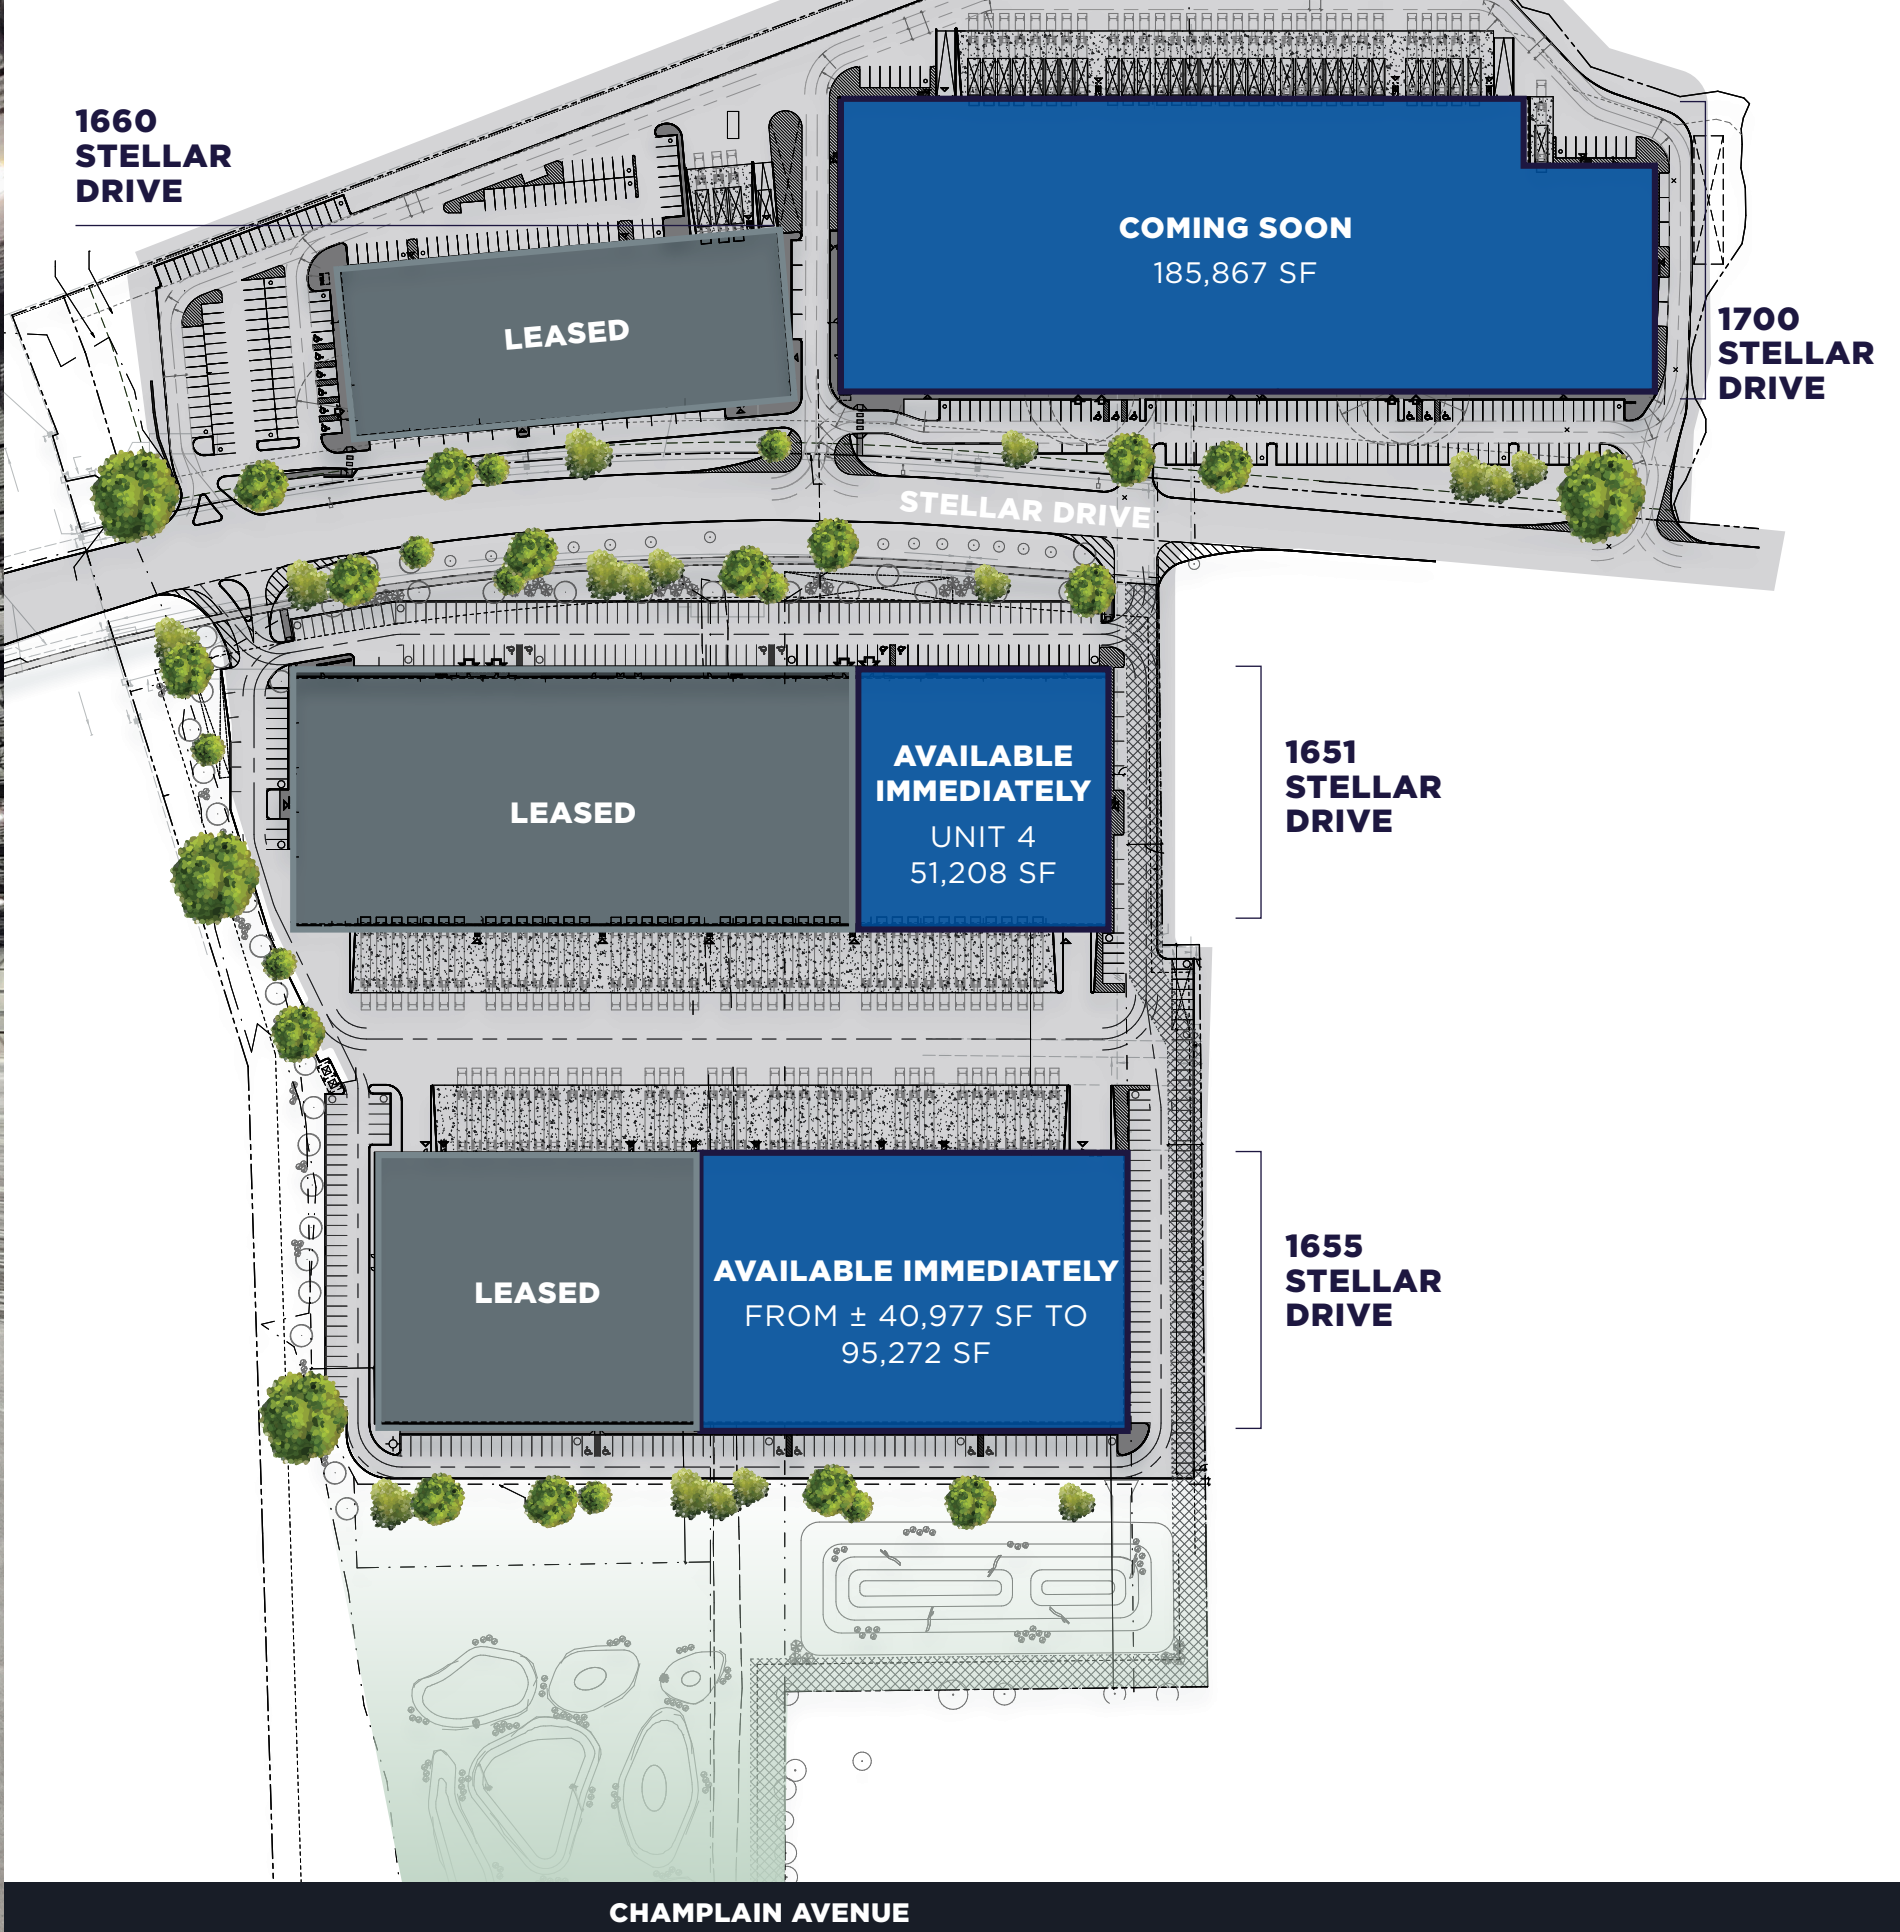 1660
STELLAR
DRIVE
COMING SOON
185,867 SF
LEASED
1700
STELLAR
DRIVE
STELLAR DRIVE
LEASED
AVAILABLE
IMMEDIATELY
UNIT 4
51,208 SF
1651
STELLAR
DRIVE
LEASED
AVAILABLE IMMEDIATELY
FROM ± 40,977 SF TO
95,272 SF
1655
STELLAR
DRIVE
CHAMPLAIN AVENUE